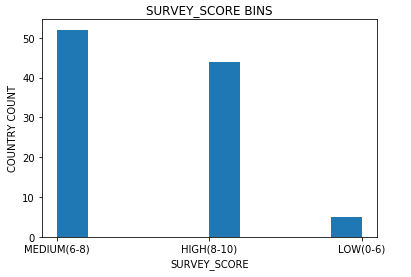 SURVEY_SCORE BINS
50
40
30
20
10
0
COUNTRY COUNT
MEDIUM(6-8) HIGH(8-10) LOW(0-6)
SURVEY_SCORE